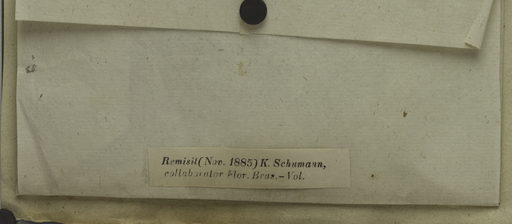 Remisit (Nov. 1885) K. Schumann,
collaborator Flor. Bras. – Vol.